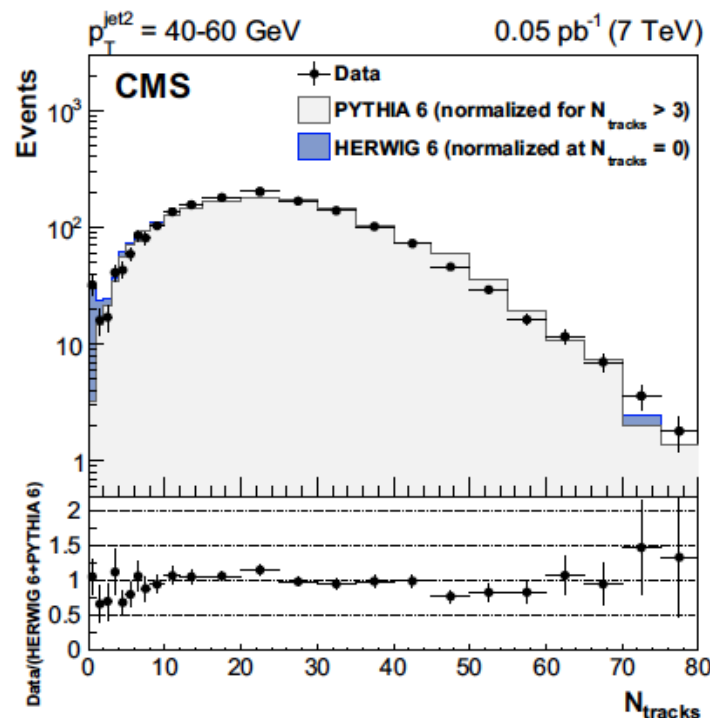 p_T^jet2 = 40-60 GeV 0.05 pb⁻¹ (7 TeV)
CMS
Data
PYTHIA 6 (normalized for N_tracks > 3)
HERWIG 6 (normalized at N_tracks = 0)
Events
10³
10²
10
1
Data/(HERWIG 6+PYTHIA 6)
2
1.5
1
0.5
0
0 10 20 30 40 50 60 70 80
N_tracks